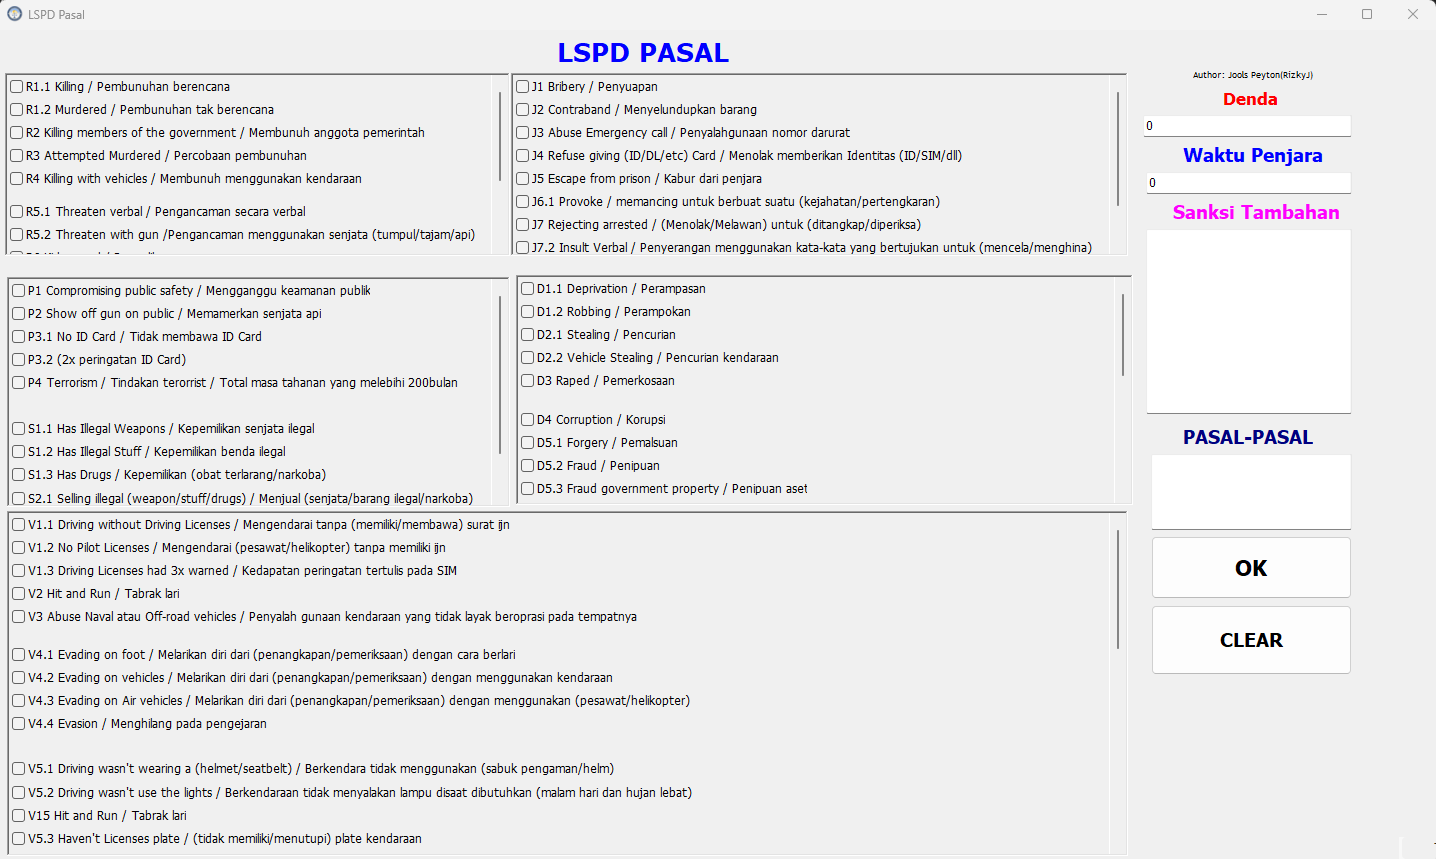 LSPD Pasal
LSPD PASAL
R1.1 Killing / Pembunuhan berencana
R1.2 Murdered / Pembunuhan tak berencana
R2 Killing members of the government / Membunuh anggota pemerintah
R3 Attempted Murdered / Percobaan pembunuhan
R4 Killing with vehicles / Membunuh menggunakan kendaraan
R5.1 Threaten verbal / Pengancaman secara verbal
R5.2 Threaten with gun /Pengancaman menggunakan senjata (tumpul/tajam/api)
J1 Bribery / Penyuapan
J2 Contraband / Menyelundupkan barang
J3 Abuse Emergency call / Penyalahgunaan nomor darurat
J4 Refuse giving (ID/DL/etc) Card / Menolak memberikan Identitas (ID/SIM/dll)
J5 Escape from prison / Kabur dari penjara
J6.1 Provoke / memancing untuk berbuat suatu (kejahatan/pertengkaran)
J7 Rejecting arrested / (Menolak/Melawan) untuk (ditangkap/diperiksa)
J7.2 Insult Verbal / Penyerangan menggunakan kata-kata yang bertujukan untuk (mencela/menghina)
P1 Compromising public safety / Mengganggu keamanan publik
P2 Show off gun on public / Memamerkan senjata api
P3.1 No ID Card / Tidak membawa ID Card
P3.2 (2x peringatan ID Card)
P4 Terrorism / Tindakan terorrist / Total masa tahanan yang melebihi 200bulan
S1.1 Has Illegal Weapons / Kepemilikan senjata ilegal
S1.2 Has Illegal Stuff / Kepemilikan benda ilegal
S1.3 Has Drugs / Kepemilikan (obat terlarang/narkoba)
S2.1 Selling illegal (weapon/stuff/drugs) / Menjual (senjata/barang ilegal/narkoba)
D1.1 Deprivation / Perampasan
D1.2 Robbing / Perampokan
D2.1 Stealing / Pencurian
D2.2 Vehicle Stealing / Pencurian kendaraan
D3 Raped / Pemerkosaan
D4 Corruption / Korupsi
D5.1 Forgery / Pemalsuan
D5.2 Fraud / Penipuan
D5.3 Fraud government property / Penipuan aset
V1.1 Driving without Driving Licenses / Mengendarai tanpa (memiliki/membawa) surat ijn
V1.2 No Pilot Licenses / Mengendarai (pesawat/helikopter) tanpa memiliki ijn
V1.3 Driving Licenses had 3x warned / Kedapatan peringatan tertulis pada SIM
V2 Hit and Run / Tabrak lari
V3 Abuse Naval atau Off-road vehicles / Penyalah gunaan kendaraan yang tidak layak beroprasi pada tempatnya
V4.1 Evading on foot / Melarikan diri dari (penangkapan/pemeriksaan) dengan cara berlari
V4.2 Evading on vehicles / Melarikan diri dari (penangkapan/pemeriksaan) dengan menggunakan kendaraan
V4.3 Evading on Air vehicles / Melarikan diri dari (penangkapan/pemeriksaan) dengan menggunakan (pesawat/helikopter)
V4.4 Evasion / Menghilang pada pengejaran
V5.1 Driving wasn't wearing a (helmet/seatbelt) / Berkendara tidak menggunakan (sabuk pengaman/helm)
V5.2 Driving wasn't use the lights / Berkendaraan tidak menyalakan lampu disaat dibutuhkan (malam hari dan hujan lebat)
V15 Hit and Run / Tabrak lari
V5.3 Haven't Licenses plate / (tidak memiliki/menutupi) plate kendaraan
Author: Jools Peyton(RizkyJ)
Denda
0
Waktu Penjara
0
Sanksi Tambahan
PASAL-PASAL
OK
CLEAR